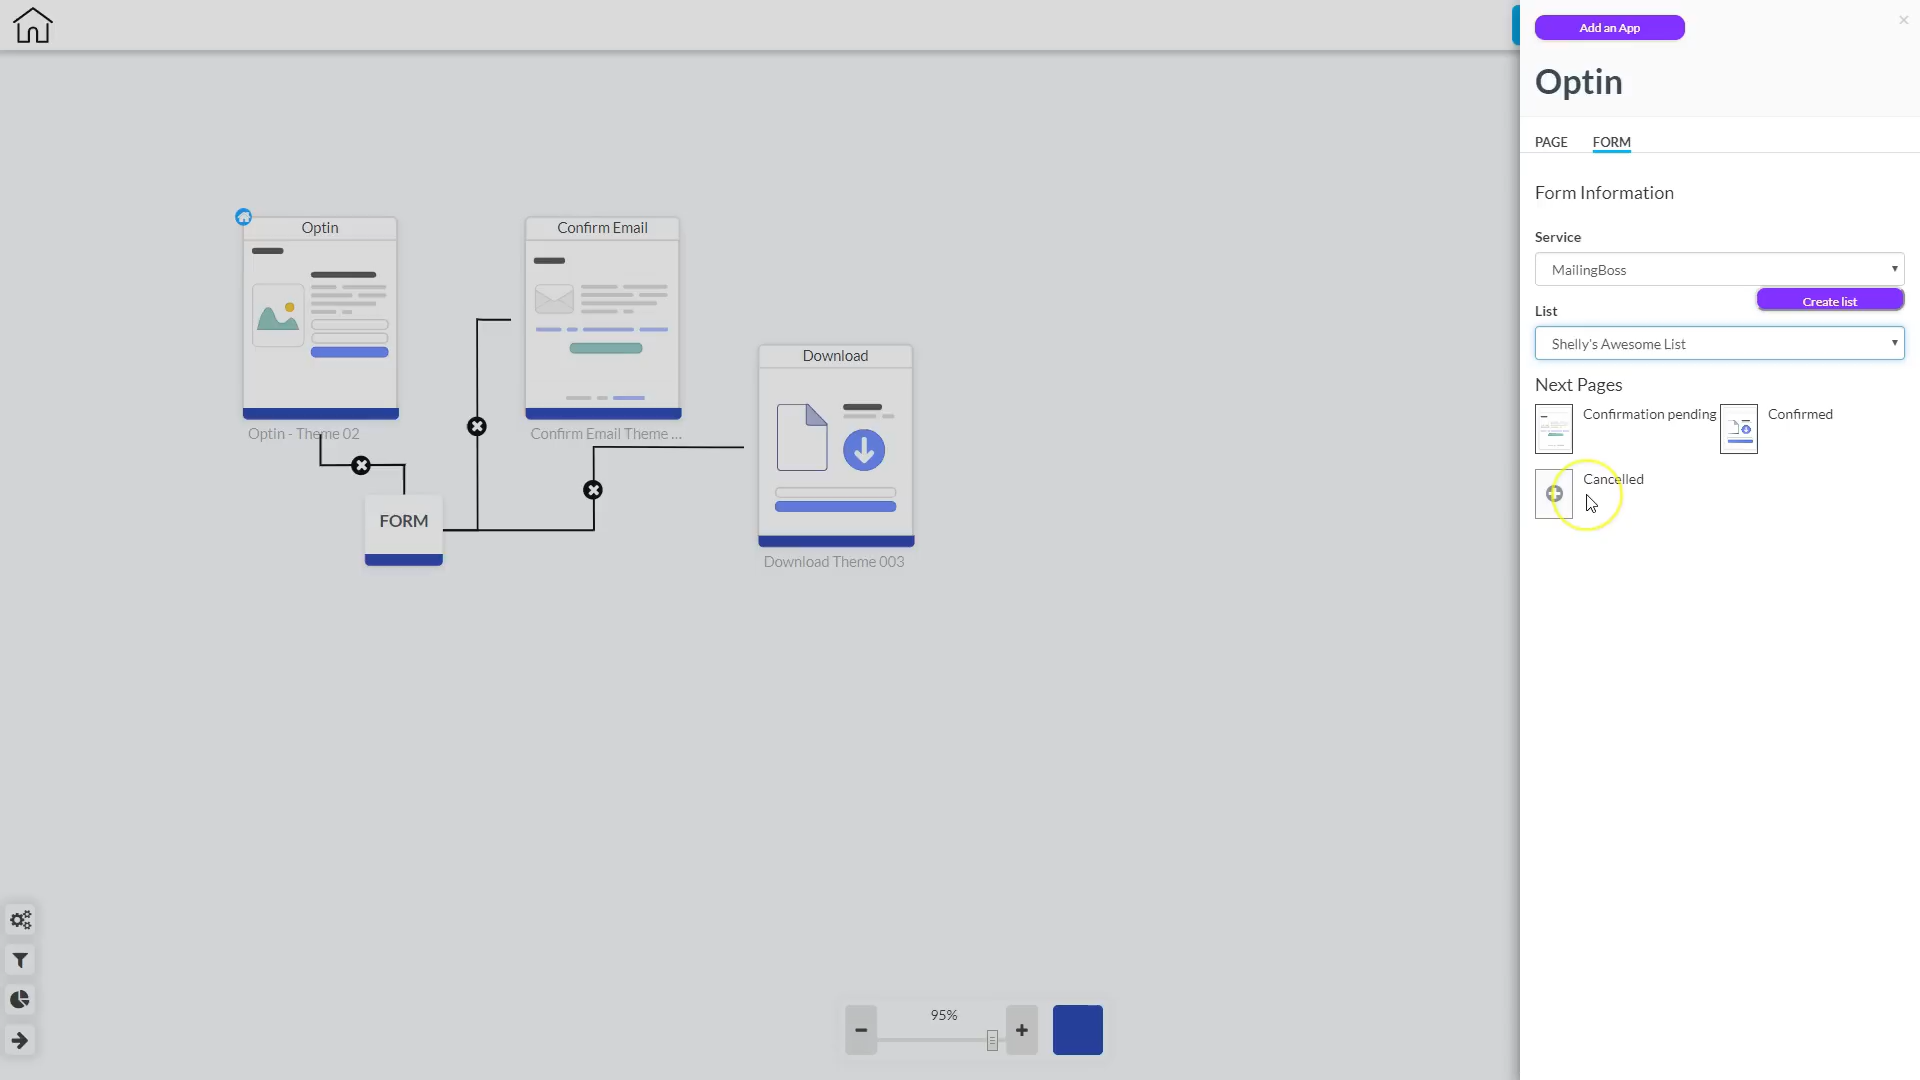 Add an App
×
Optin
PAGE FORM
Form Information
Service
MailingBoss
Create list
List
Shelly's Awesome List
Next Pages
Confirmation pending
Confirmed
Cancelled
Optin
Optin - Theme 02
Confirm Email
Confirm Email Theme ...
Download
Download Theme 003
FORM
95%